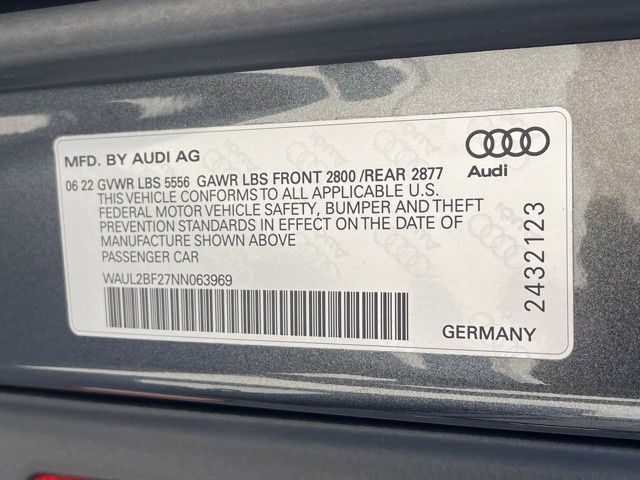 MFD. BY AUDI AG
Audi
06 22 GVWR LBS 5556 GAWR LBS FRONT 2800 /REAR 2877
THIS VEHICLE CONFORMS TO ALL APPLICABLE U.S.
FEDERAL MOTOR VEHICLE SAFETY, BUMPER AND THEFT
PREVENTION STANDARDS IN EFFECT ON THE DATE OF
MANUFACTURE SHOWN ABOVE
PASSENGER CAR
WAUL2BF27NN063969
GERMANY
2432123